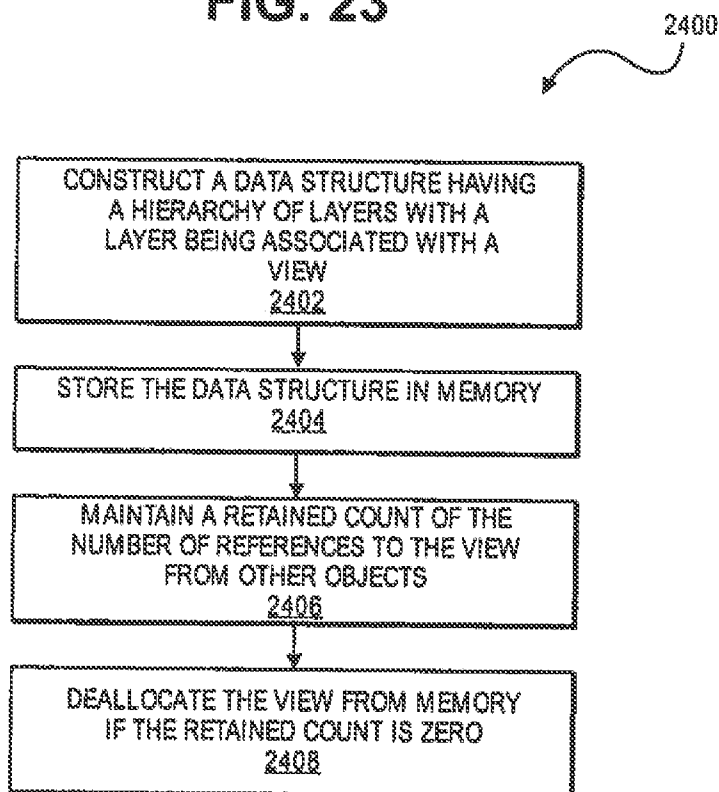 FIG. 23
2400
CONSTRUCT A DATA STRUCTURE HAVING
A HIERARCHY OF LAYERS WITH A
LAYER BEING ASSOCIATED WITH A
VIEW
2402
STORE THE DATA STRUCTURE IN MEMORY
2404
MAINTAIN A RETAINED COUNT OF THE
NUMBER OF REFERENCES TO THE VIEW
FROM OTHER OBJECTS
2406
DEALLOCATE THE VIEW FROM MEMORY
IF THE RETAINED COUNT IS ZERO
2408